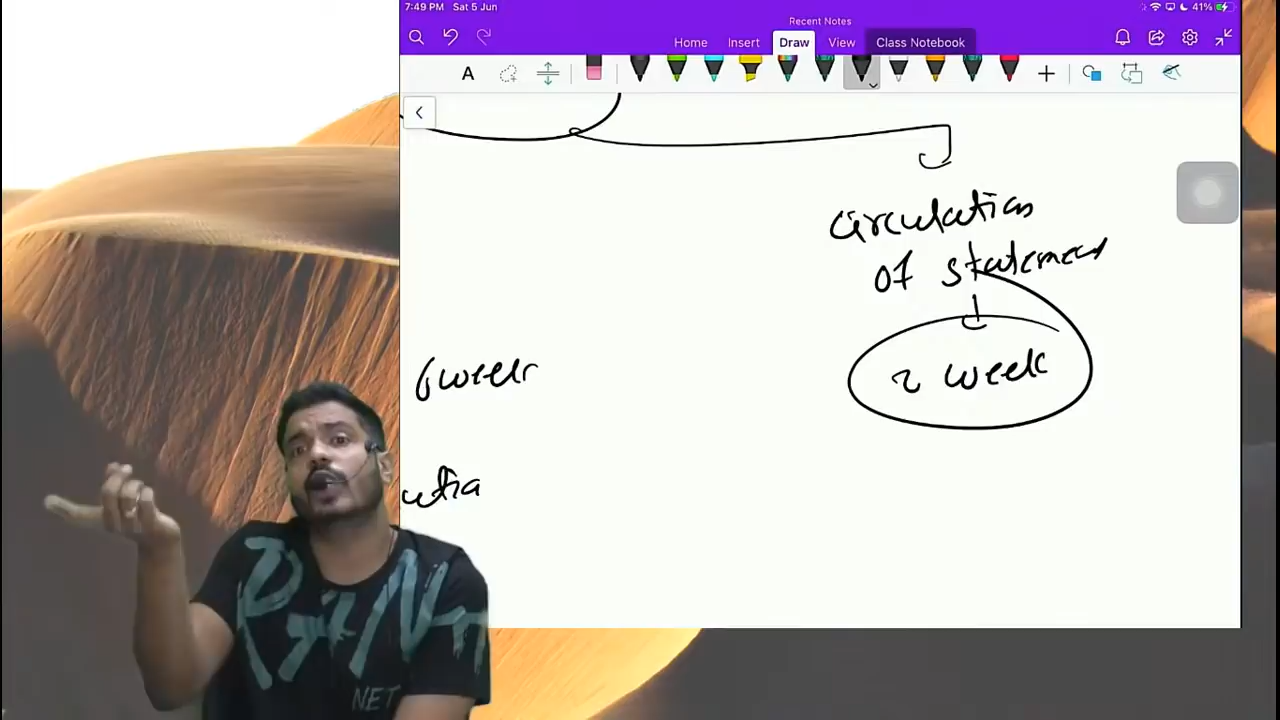 7:49 PM Sat 5 Jun
41%
Recent Notes
Home Insert Draw View Class Notebook
A
circulation
of statement
2 week
6 week
NET